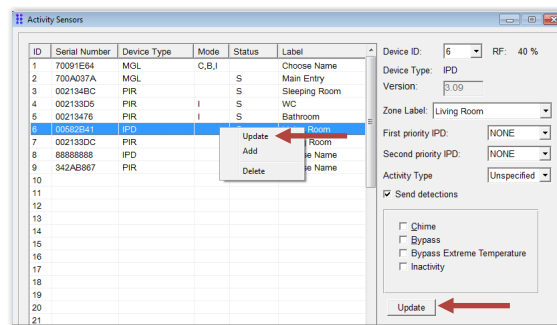 Activity Sensors
ID Serial Number Device Type Mode Status Label
1 70091E64 MGL C,B,I Choose Name
2 700A037A MGL S Main Entry
3 002134BC PIR S Sleeping Room
4 002133D5 PIR I S WC
5 00213476 PIR I S Bathroom
6 00582B41 IPD Room
7 002133DC PIR Room
8 88888888 IPD se Name
9 342AB867 PIR se Name
10
11
12
13
14
15
16
17
18
19
20
21
Update
Add
Delete
Device ID: 6 RF: 40 %
Device Type: IPD
Version: 3.09
Zone Label: Living Room
First priority IPD: NONE
Second priority IPD: NONE
Activity Type Unspecified
Send detections
Chime
Bypass
Bypass Extreme Temperature
Inactivity
Update